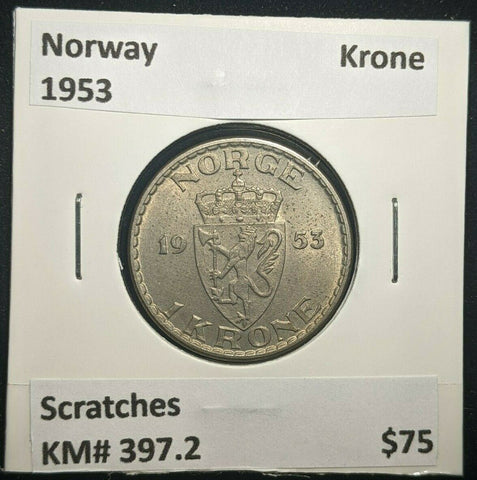 Norway Krone
1953
NORGE
19 53
1 KRONE
Scratches
KM# 397.2 $75